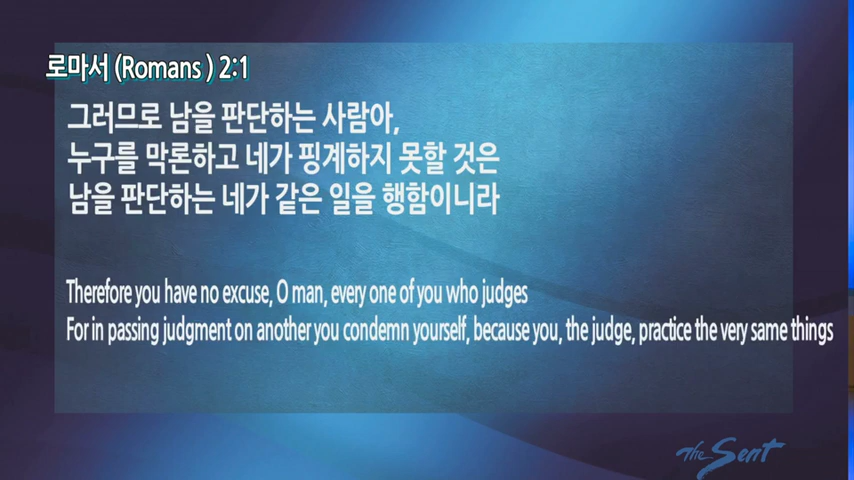 로마서 (Romans ) 2:1
그러므로 남을 판단하는 사람아,
누구를 막론하고 네가 핑계하지 못할 것은
남을 판단하는 네가 같은 일을 행함이니라
Therefore you have no excuse, O man, every one of you who judges
For in passing judgment on another you condemn yourself, because you, the judge, practice the very same things
The Sent